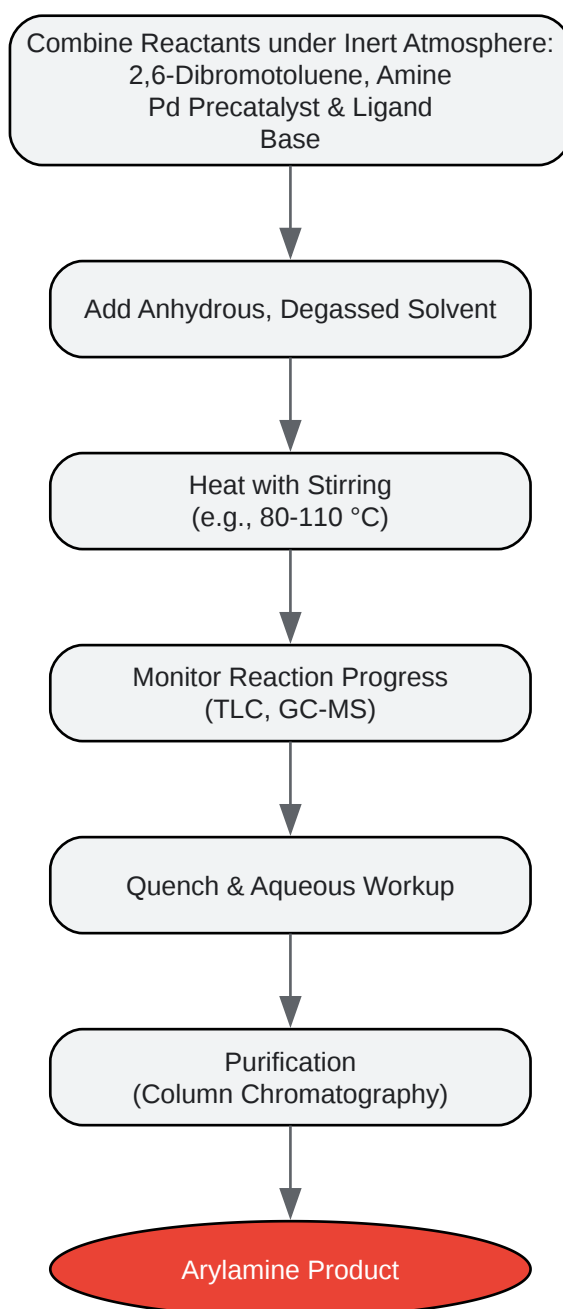 Combine Reactants under Inert Atmosphere:
2,6-Dibromotoluene, Amine
Pd Precatalyst & Ligand
Base
Add Anhydrous, Degassed Solvent
Heat with Stirring
(e.g., 80-110 °C)
Monitor Reaction Progress
(TLC, GC-MS)
Quench & Aqueous Workup
Purification
(Column Chromatography)
Arylamine Product